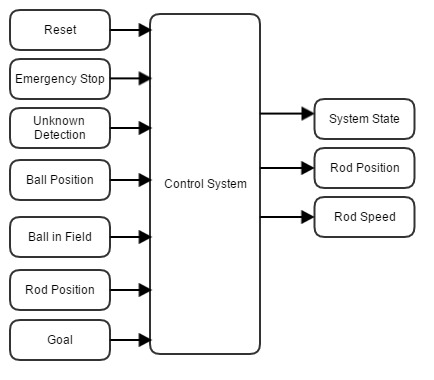 Reset
Emergency Stop
Unknown
Detection
Ball Position
Ball in Field
Rod Position
Goal
Control System
System State
Rod Position
Rod Speed